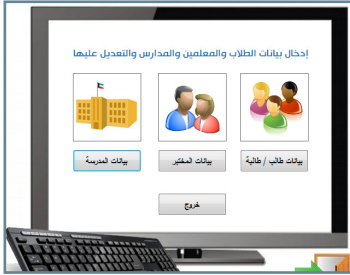 إدخال بيانات الطلاب والمعلمين والمدارس والتعديل عليها
بيانات طالب / طالبة
بيانات المختبر
بيانات المدرسة
خروج